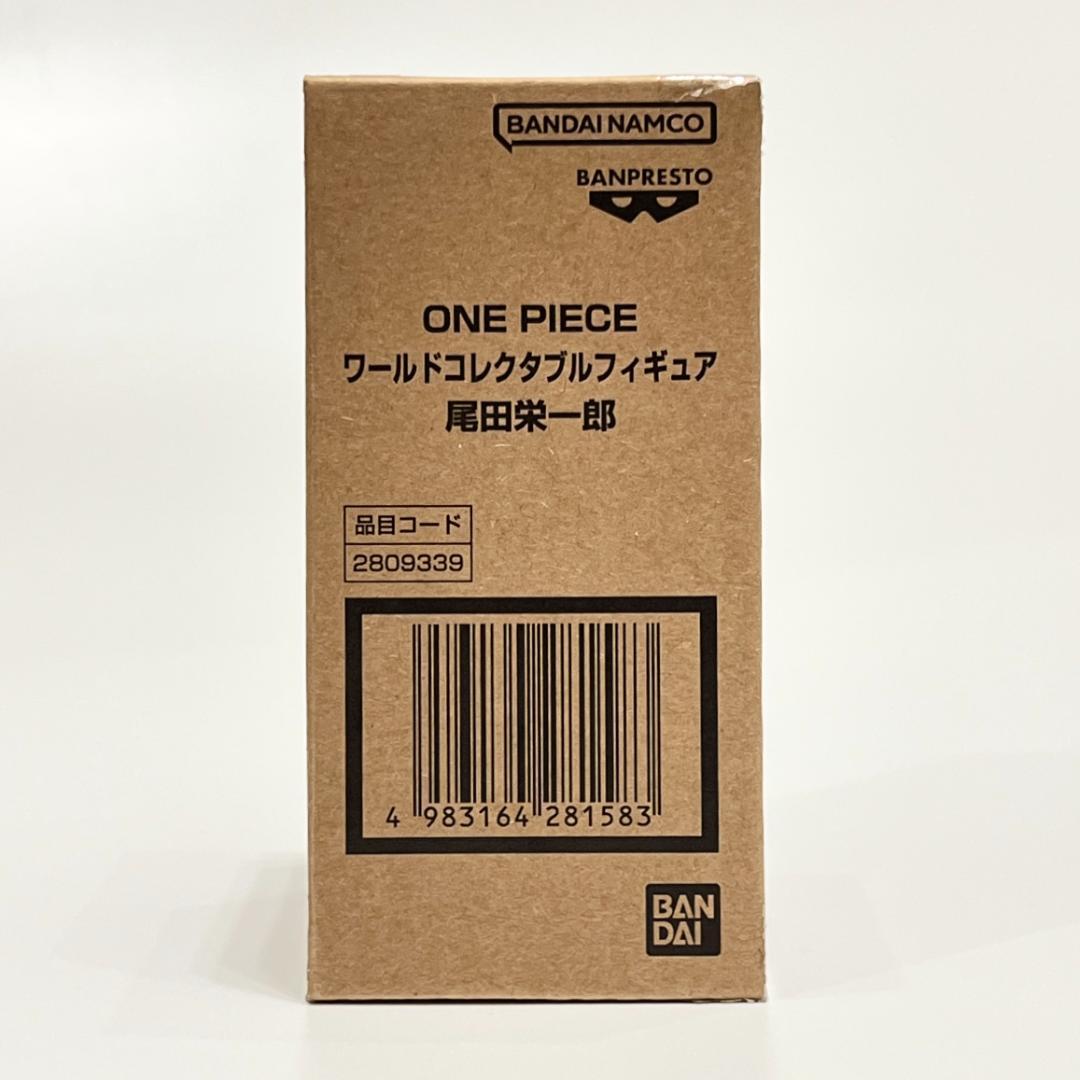 BANDAI NAMCO
BANPRESTO
ONE PIECE
ワールドコレクタブルフィギュア
尾田栄一郎
品目コード
2809339
4 983164 281583
BAN
DAI